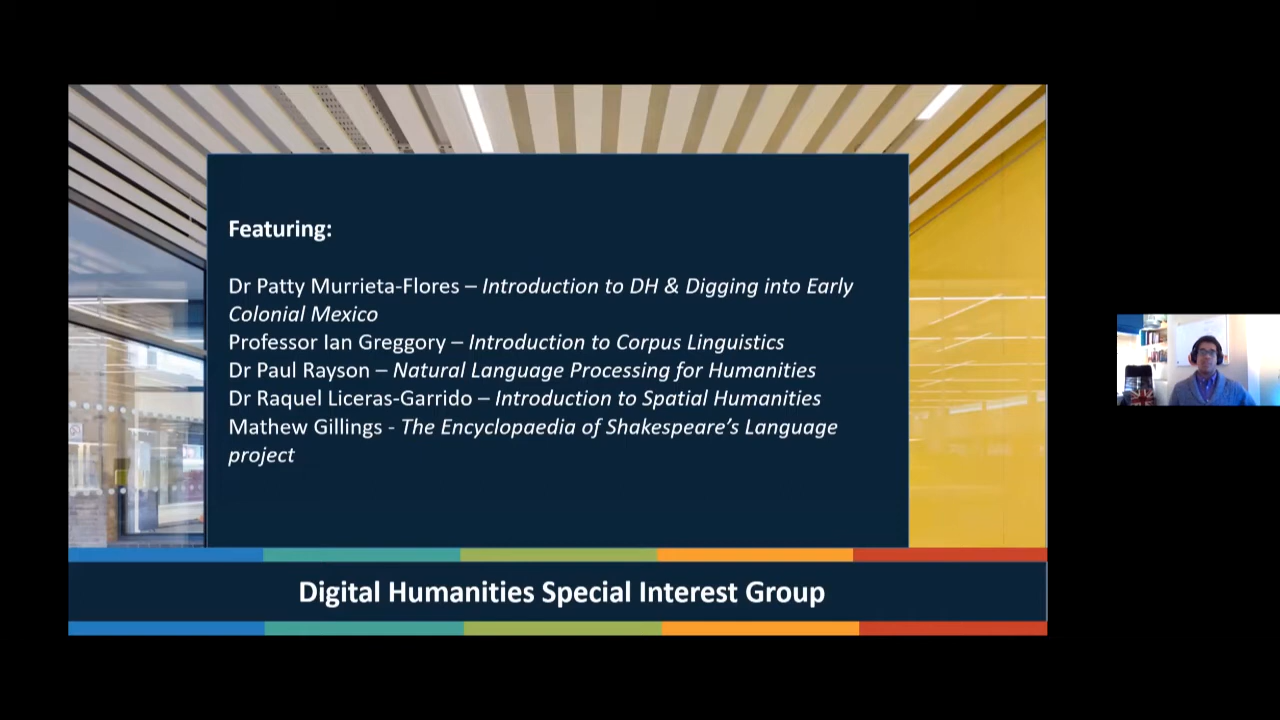 Featuring:
Dr Patty Murrieta-Flores – Introduction to DH & Digging into Early
Colonial Mexico
Professor Ian Greggory – Introduction to Corpus Linguistics
Dr Paul Rayson – Natural Language Processing for Humanities
Dr Raquel Liceras-Garrido – Introduction to Spatial Humanities
Mathew Gillings - The Encyclopaedia of Shakespeare’s Language
project
Digital Humanities Special Interest Group